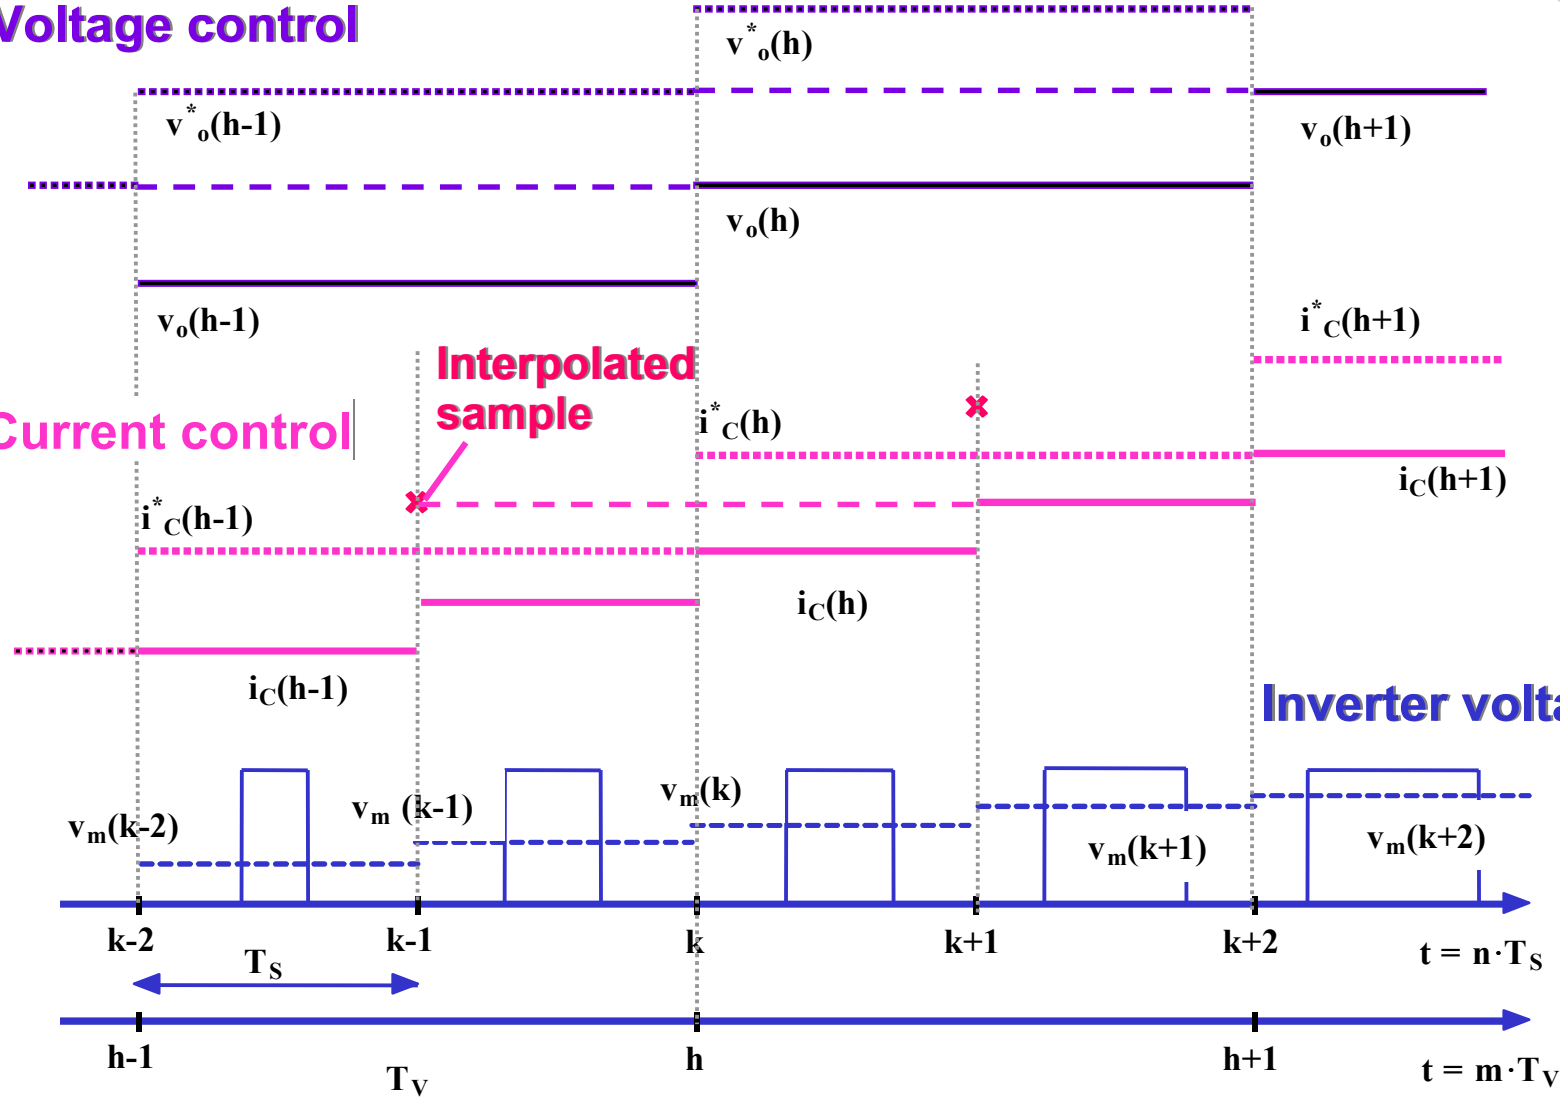 Voltage control
v*o(h)
v*o(h-1)
vo(h+1)
vo(h)
vo(h-1)
i*C(h+1)
Interpolated
sample
i*C(h)
Current control
iC(h+1)
i*C(h-1)
iC(h)
iC(h-1)
Inverter volta
vm(k-2)
vm (k-1)
vm(k)
vm(k+1)
vm(k+2)
k-2
k-1
k
k+1
k+2
t = n·TS
TS
h-1
h
h+1
TV
t = m·TV